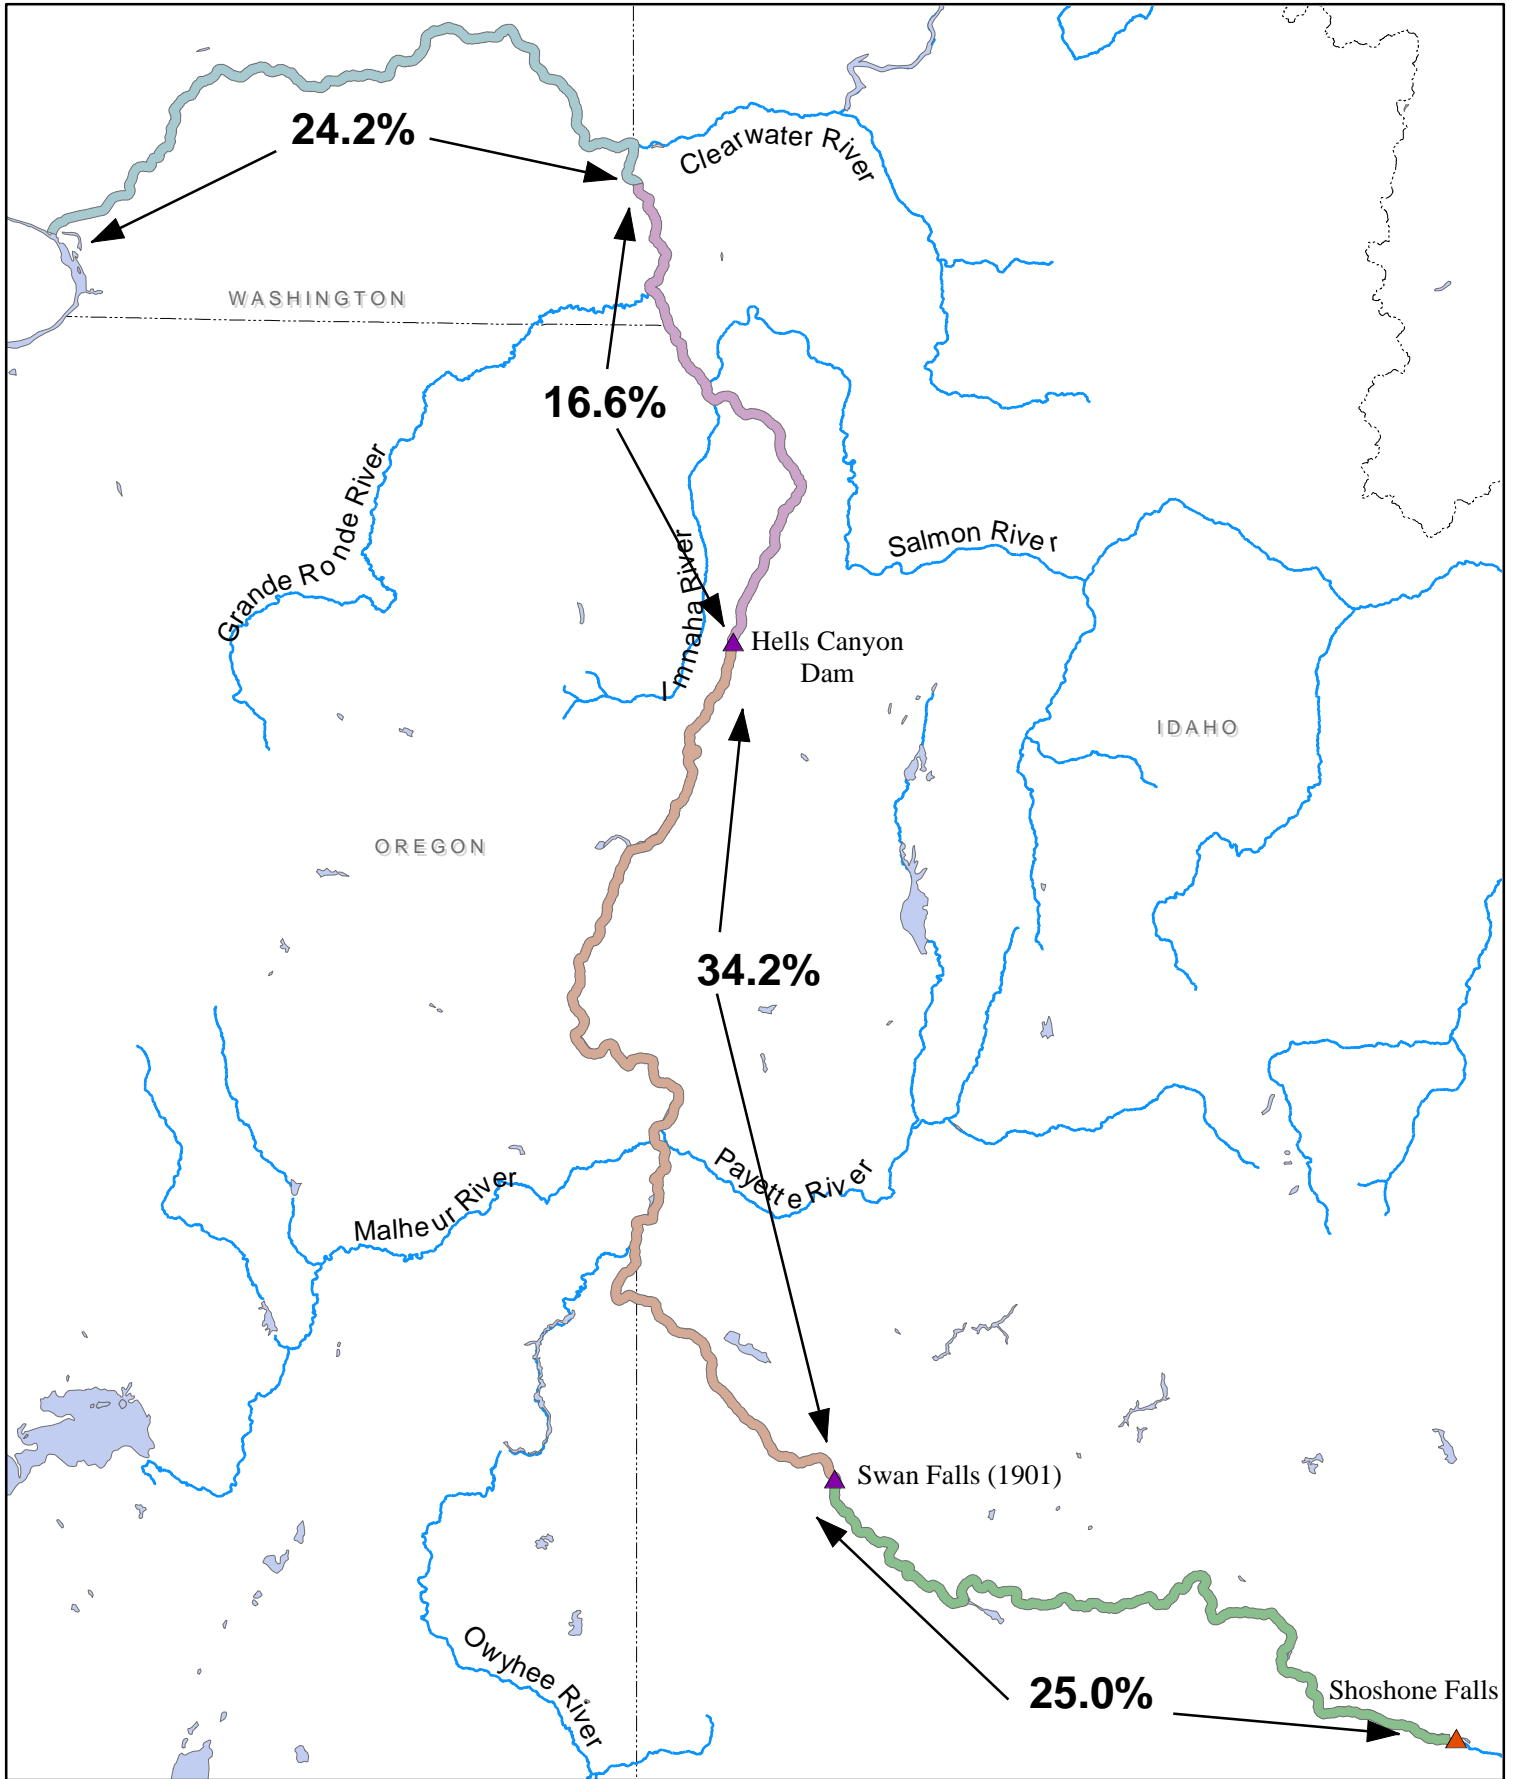 24.2%
Clearwater River
WASHINGTON
16.6%
Grande Ronde River
Salmon River
Imnaha River
Hells Canyon
Dam
IDAHO
OREGON
34.2%
Payette River
Malheur River
Swan Falls (1901)
Owyhee River
25.0%
Shoshone Falls